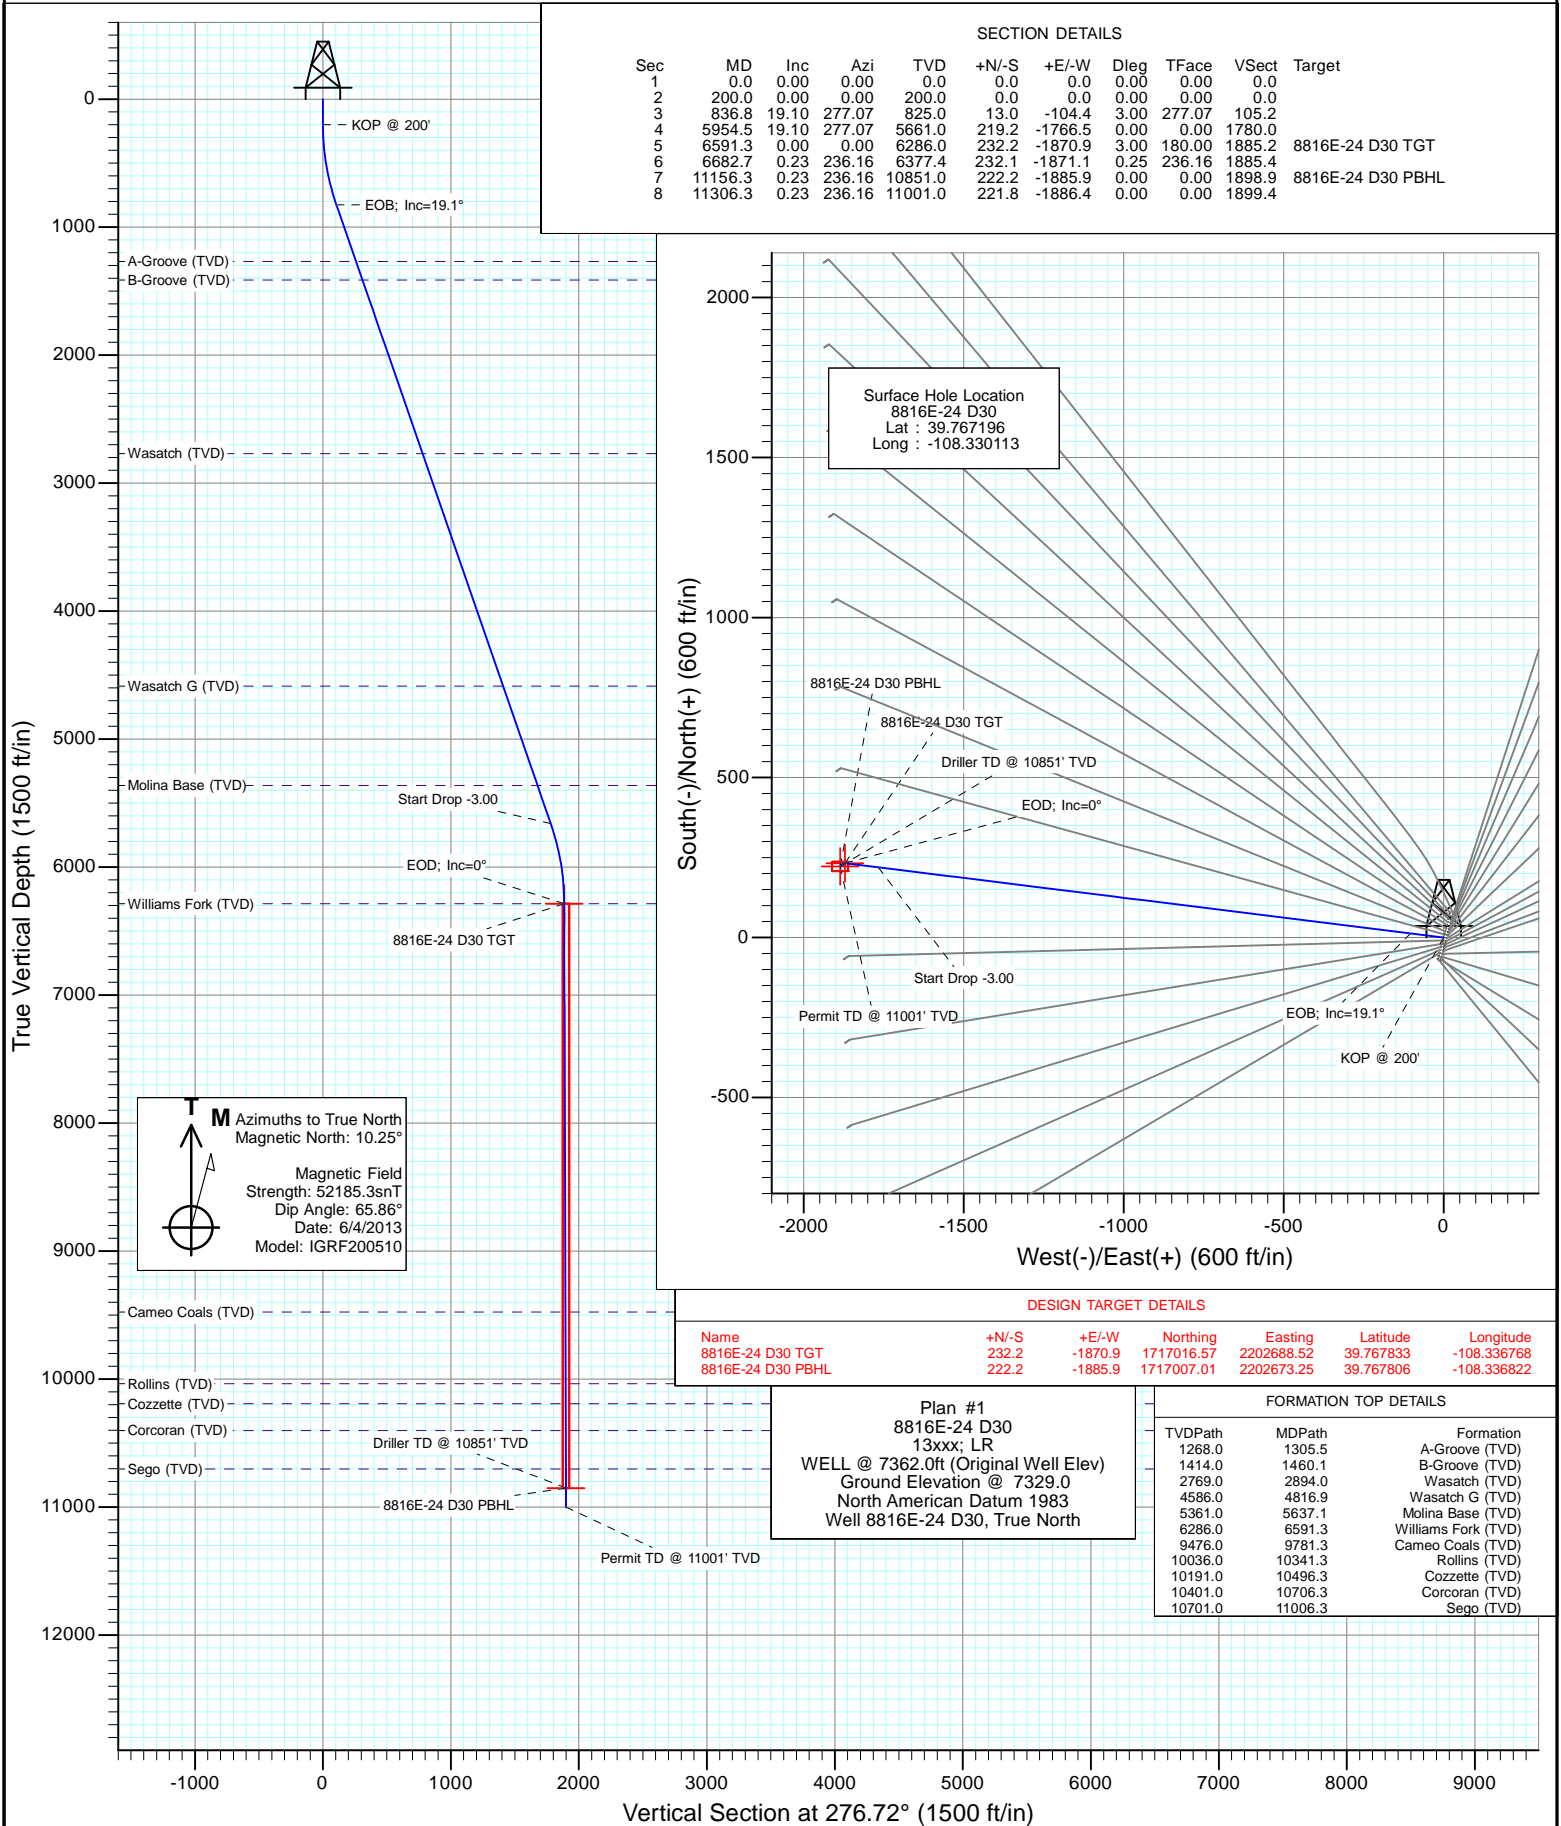 SECTION DETAILS
Sec MD Inc Azi TVD +N/-S +E/-W Dleg TFace VSect Target
1 0.0 0.00 0.00 0.0 0.0 0.0 0.00 0.00 0.0
2 200.0 0.00 0.00 200.0 0.0 0.0 0.00 0.00 0.0
3 836.8 19.10 277.07 825.0 13.0 -104.4 3.00 277.07 105.2
4 5954.5 19.10 277.07 5661.0 219.2 -1766.5 0.00 0.00 1780.0
5 6591.3 0.00 0.00 6286.0 232.2 -1870.9 3.00 180.00 1885.2 8816E-24 D30 TGT
6 6682.7 0.23 236.16 6377.4 232.1 -1871.1 0.25 236.16 1885.4
7 11156.3 0.23 236.16 10851.0 222.2 -1885.9 0.00 0.00 1898.9 8816E-24 D30 PBHL
8 11306.3 0.23 236.16 11001.0 221.8 -1886.4 0.00 0.00 1899.4
True Vertical Depth (1500 ft/in)
0
1000
2000
3000
4000
5000
6000
7000
8000
9000
10000
11000
12000
KOP @ 200'
EOB; Inc=19.1°
A-Groove (TVD)
B-Groove (TVD)
Wasatch (TVD)
Wasatch G (TVD)
Molina Base (TVD)
Start Drop -3.00
EOD; Inc=0°
Williams Fork (TVD)
8816E-24 D30 TGT
T
M
Azimuths to True North
Magnetic North: 10.25°
Magnetic Field
Strength: 52185.3snT
Dip Angle: 65.86°
Date: 6/4/2013
Model: IGRF200510
Cameo Coals (TVD)
Rollins (TVD)
Cozzette (TVD)
Corcoran (TVD)
Driller TD @ 10851' TVD
Sego (TVD)
8816E-24 D30 PBHL
Permit TD @ 11001' TVD
-1000 0 1000 2000 3000 4000 5000 6000 7000 8000 9000
Vertical Section at 276.72° (1500 ft/in)
South(-)/North(+) (600 ft/in)
2000
1500
1000
500
0
-500
Surface Hole Location
8816E-24 D30
Lat : 39.767196
Long : -108.330113
8816E-24 D30 PBHL
8816E-24 D30 TGT
Driller TD @ 10851' TVD
EOD; Inc=0°
Start Drop -3.00
Permit TD @ 11001' TVD
EOB; Inc=19.1°
KOP @ 200'
-2000 -1500 -1000 -500 0
West(-)/East(+) (600 ft/in)
DESIGN TARGET DETAILS
Name +N/-S +E/-W Northing Easting Latitude Longitude
8816E-24 D30 TGT 232.2 -1870.9 1717016.57 2202688.52 39.767833 -108.336768
8816E-24 D30 PBHL 222.2 -1885.9 1717007.01 2202673.25 39.767806 -108.336822
Plan #1
8816E-24 D30
13xxx; LR
WELL @ 7362.0ft (Original Well Elev)
Ground Elevation @ 7329.0
North American Datum 1983
Well 8816E-24 D30, True North
FORMATION TOP DETAILS
TVDPath MDPath Formation
1268.0 1305.5 A-Groove (TVD)
1414.0 1460.1 B-Groove (TVD)
2769.0 2894.0 Wasatch (TVD)
4586.0 4816.9 Wasatch G (TVD)
5361.0 5637.1 Molina Base (TVD)
6286.0 6591.3 Williams Fork (TVD)
9476.0 9781.3 Cameo Coals (TVD)
10036.0 10341.3 Rollins (TVD)
10191.0 10496.3 Cozzette (TVD)
10401.0 10706.3 Corcoran (TVD)
10701.0 11006.3 Sego (TVD)